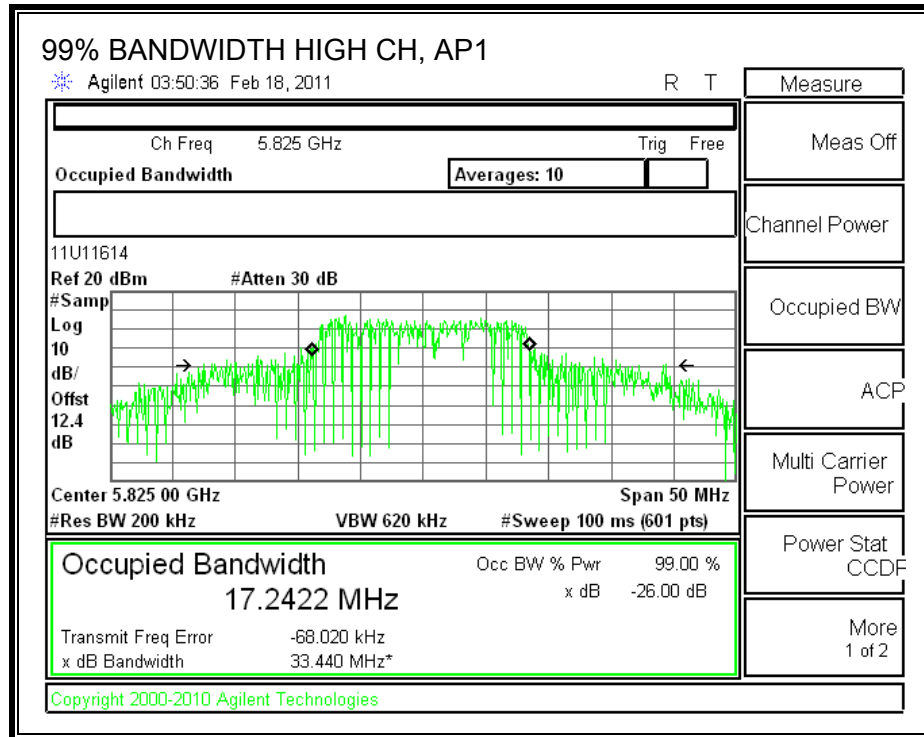 99% BANDWIDTH HIGH CH, AP1
Agilent 03:50:36 Feb 18, 2011 R T
Measure
Ch Freq 5.825 GHz Trig Free
Occupied Bandwidth Averages: 10
11U11614
Ref 20 dBm #Atten 30 dB
#Samp
Log
10
dB/
Offst
12.4
dB
Center 5.825 00 GHz Span 50 MHz
#Res BW 200 kHz VBW 620 kHz #Sweep 100 ms (601 pts)
Occupied Bandwidth Occ BW % Pwr 99.00 %
17.2422 MHz x dB -26.00 dB
Transmit Freq Error -68.020 kHz
x dB Bandwidth 33.440 MHz*
Copyright 2000-2010 Agilent Technologies
Meas Off
Channel Power
Occupied BW
ACP
Multi Carrier
Power
Power Stat
CCDF
More
1 of 2